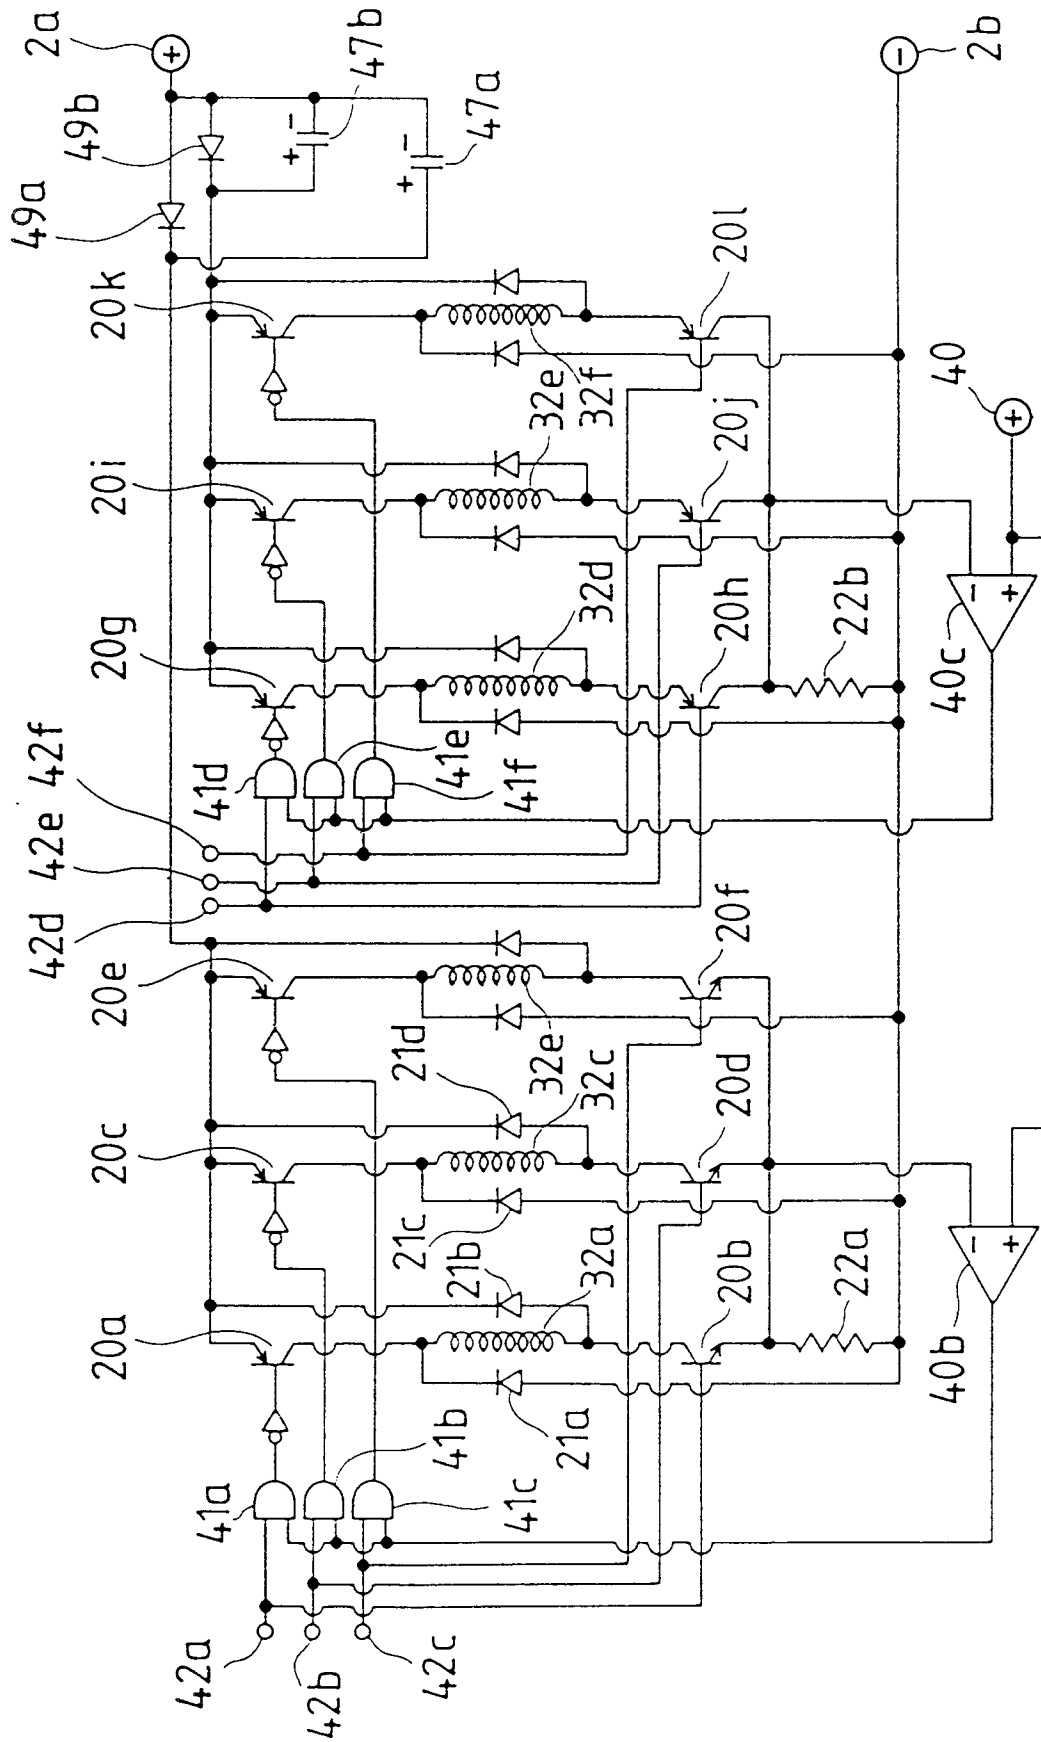 2a
+
49b
49a
47b
47a
−
+
−
+
20k
20i
20g
42f
42e
42d
41d
41e
41f
20e
20c
20a
41a
41b
41c
42a
42b
42c
32f
32e
32d
32e
21d
32c
21c
21b
32a
21a
20l
20j
20h
20f
20d
20b
22b
22a
2b
−
40
+
40c
−
+
40b
−
+